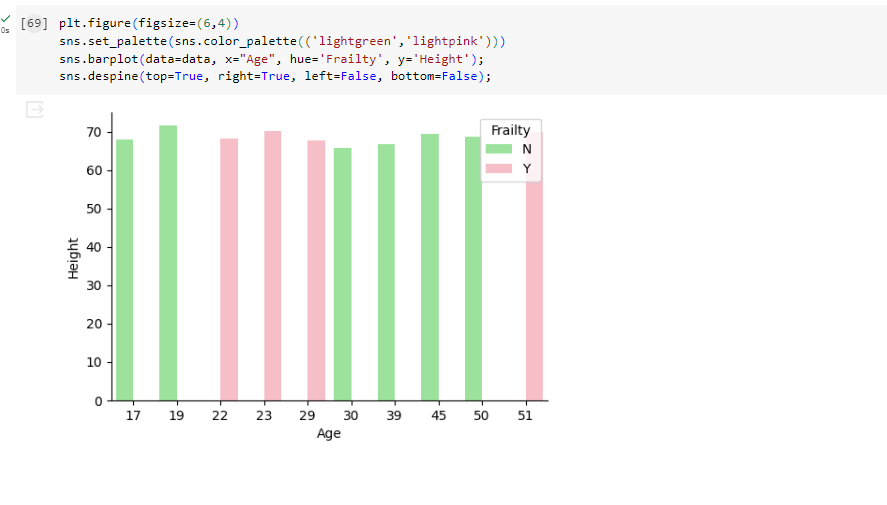 [69] plt.figure(figsize=(6,4))
sns.set_palette(sns.color_palette(('lightgreen','lightpink')))
sns.barplot(data=data, x="Age", hue='Frailty', y='Height');
sns.despine(top=True, right=True, left=False, bottom=False);
0s
Frailty
N
Y
70
60
50
40
30
20
10
0
Height
17 19 22 23 29 30 39 45 50 51
Age